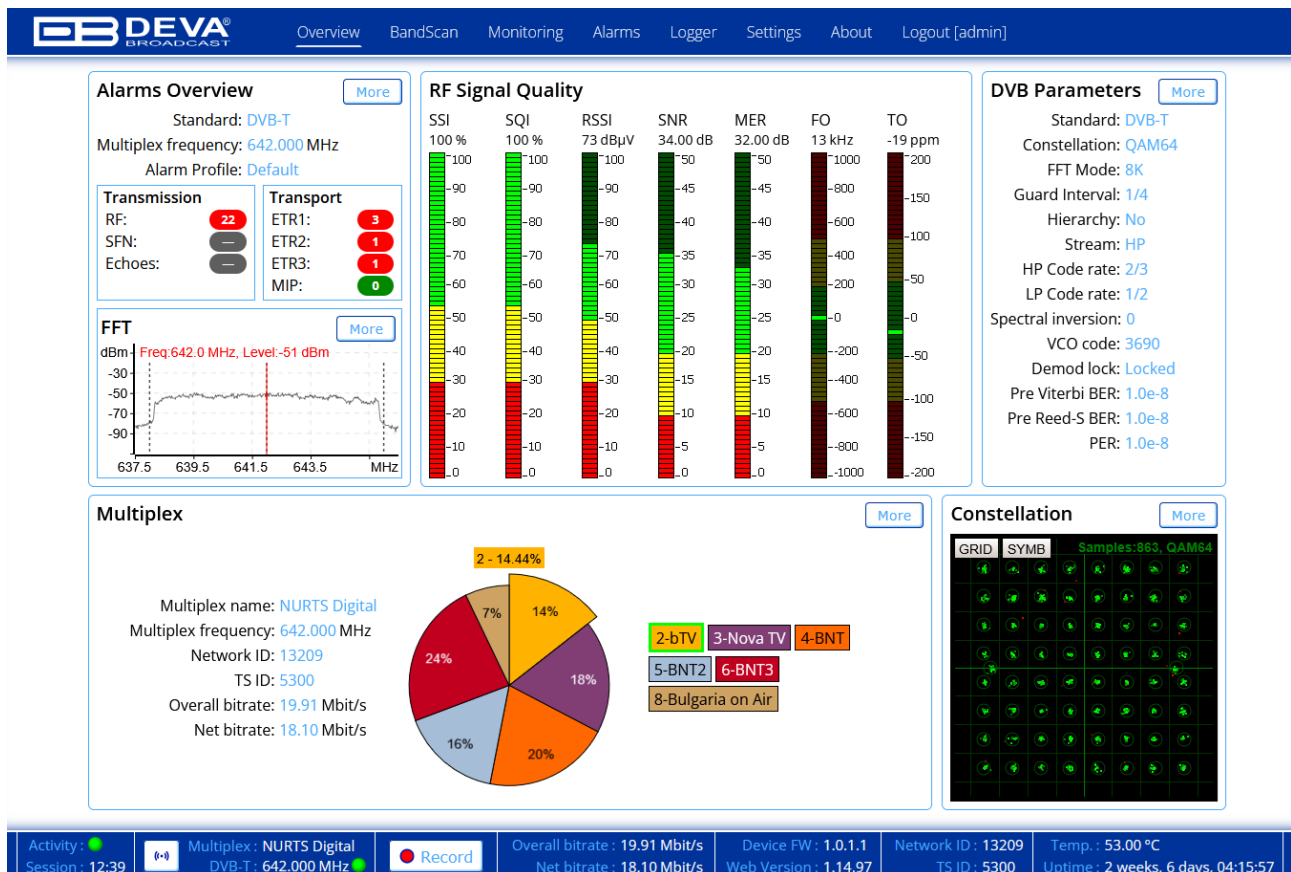 DEVA®
BROADCAST
Overview BandScan Monitoring Alarms Logger Settings About Logout [admin]
Alarms Overview More
Standard: DVB-T
Multiplex frequency: 642.000 MHz
Alarm Profile: Default
Transmission
RF: 22
SFN: —
Echoes: —
Transport
ETR1: 3
ETR2: 1
ETR3: 1
MIP: 0
FFT More
dBm Freq:642.0 MHz, Level:-51 dBm
-30
-50
-70
-90
637.5 639.5 641.5 643.5 MHz
RF Signal Quality
SSI SQI RSSI SNR MER FO TO
100 % 100 % 73 dBµV 34.00 dB 32.00 dB 13 kHz -19 ppm
100 90 80 70 60 50 40 30 20 10 0
100 90 80 70 60 50 40 30 20 10 0
100 90 80 70 60 50 40 30 20 10 0
50 45 40 35 30 25 20 15 10 5 0
50 45 40 35 30 25 20 15 10 5 0
1000 800 600 400 200 0 -200 -400 -600 -800 -1000
200 150 100 50 0 -50 -100 -150 -200
DVB Parameters More
Standard: DVB-T
Constellation: QAM64
FFT Mode: 8K
Guard Interval: 1/4
Hierarchy: No
Stream: HP
HP Code rate: 2/3
LP Code rate: 1/2
Spectral inversion: 0
VCO code: 3690
Demod lock: Locked
Pre Viterbi BER: 1.0e-8
Pre Reed-S BER: 1.0e-8
PER: 1.0e-8
Multiplex More
Multiplex name: NURTS Digital
Multiplex frequency: 642.000 MHz
Network ID: 13209
TS ID: 5300
Overall bitrate: 19.91 Mbit/s
Net bitrate: 18.10 Mbit/s
2 - 14.44%
7%
14%
24%
18%
16%
20%
2-bTV 3-Nova TV 4-BNT
5-BNT2 6-BNT3
8-Bulgaria on Air
Constellation More
GRID SYMB Samples:863, QAM64
Activity :
Session : 12:39
Multiplex : NURTS Digital
DVB-T : 642.000 MHz
Record
Overall bitrate : 19.91 Mbit/s
Net bitrate : 18.10 Mbit/s
Device FW : 1.0.1.1
Web Version : 1.14.97
Network ID : 13209
TS ID : 5300
Temp. : 53.00 °C
Uptime : 2 weeks, 6 days, 04:15:57